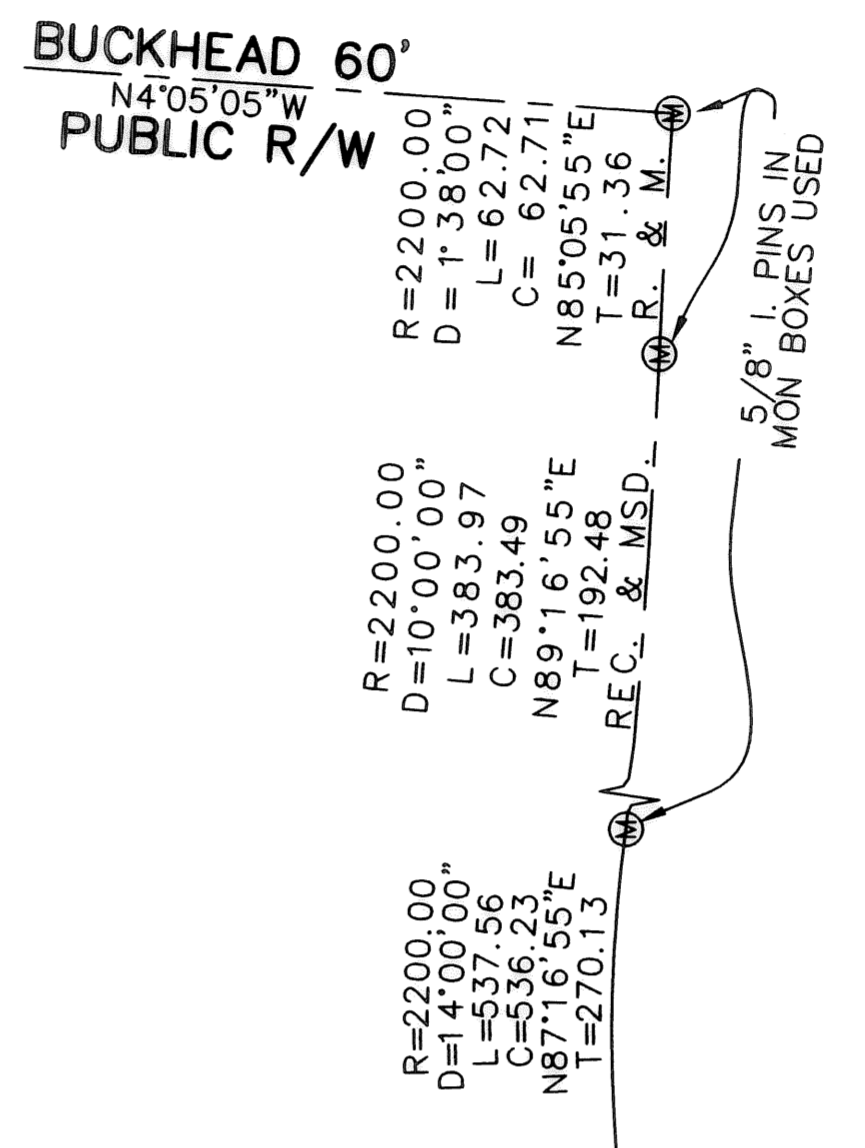 BUCKHEAD 60'
N4°05'05"W
PUBLIC R/W
R=2200.00
D=1°38'00"
L=62.72
C=62.711
N85°05'55"E
T=31.36
R. & M.
M
M
5/8" I. PINS IN
MON BOXES USED
R=2200.00
D=10°00'00"
L=383.97
C=383.49
N89°16'55"E
T=192.48
REC. & MSD.
M
R=2200.00
D=14°00'00"
L=537.56
C=536.23
N87°16'55"E
T=270.13